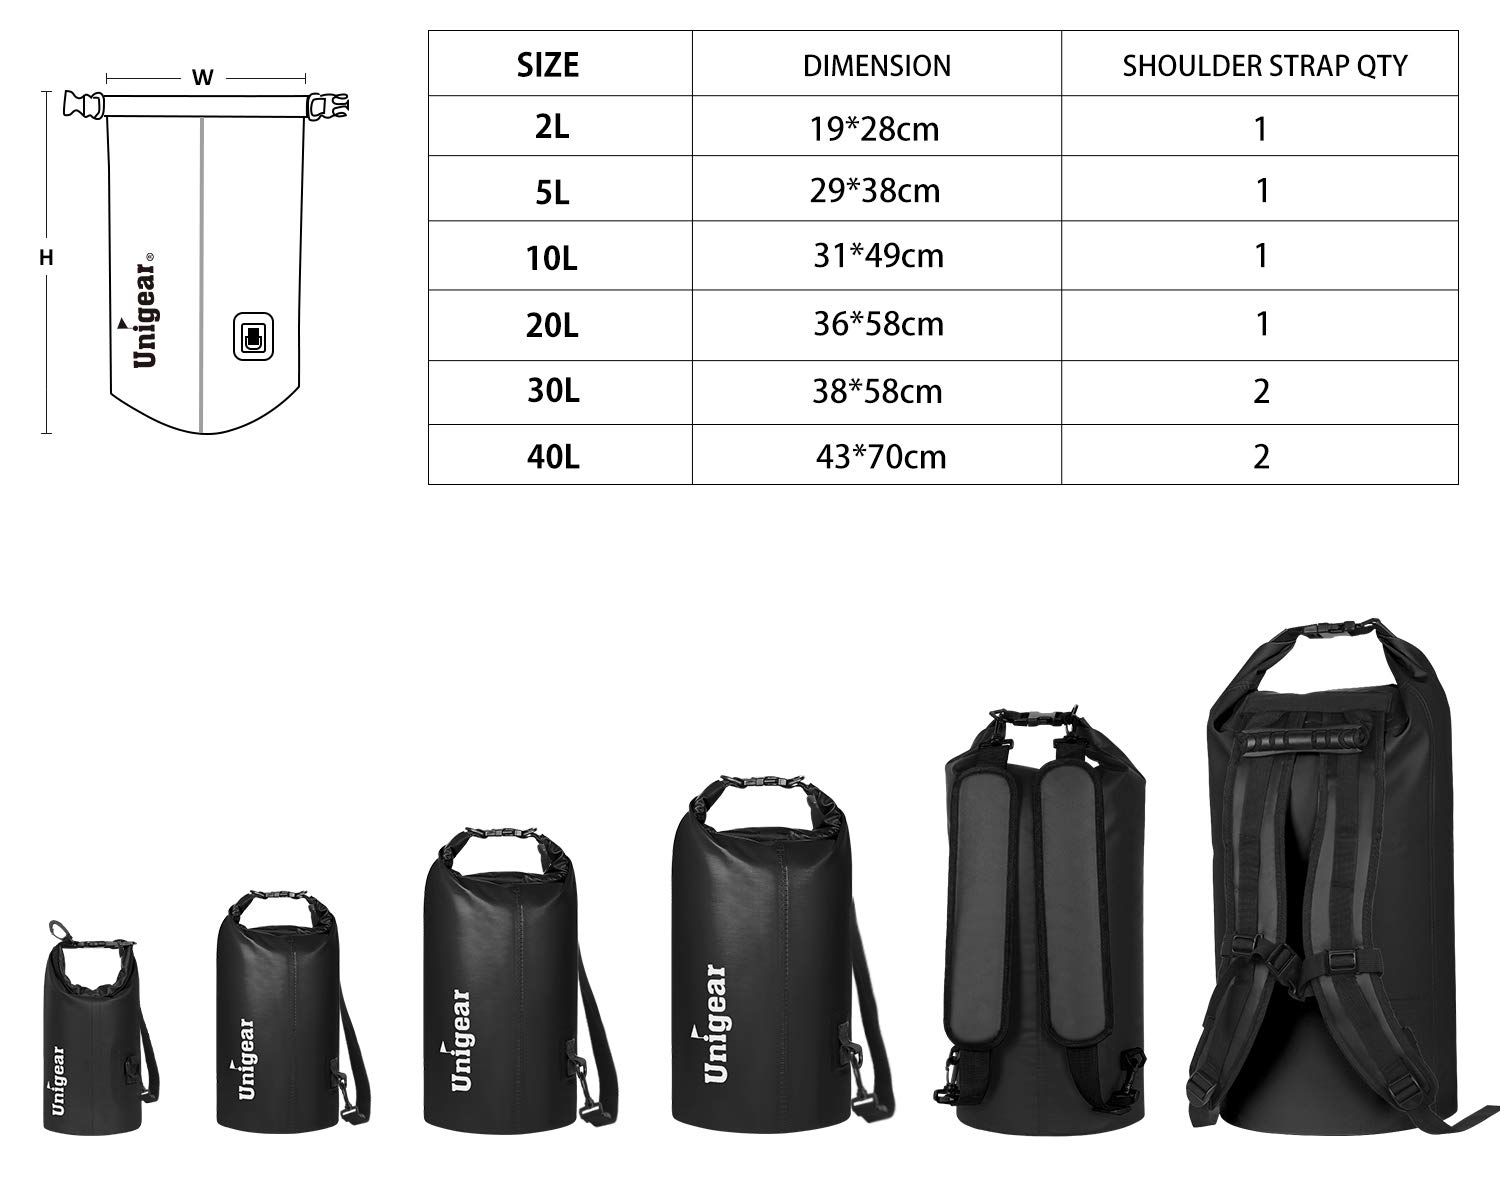 W
H
Unigear®
SIZE DIMENSION SHOULDER STRAP QTY
2L 19*28cm 1
5L 29*38cm 1
10L 31*49cm 1
20L 36*58cm 1
30L 38*58cm 2
40L 43*70cm 2
Unigear
Unigear
Unigear
Unigear